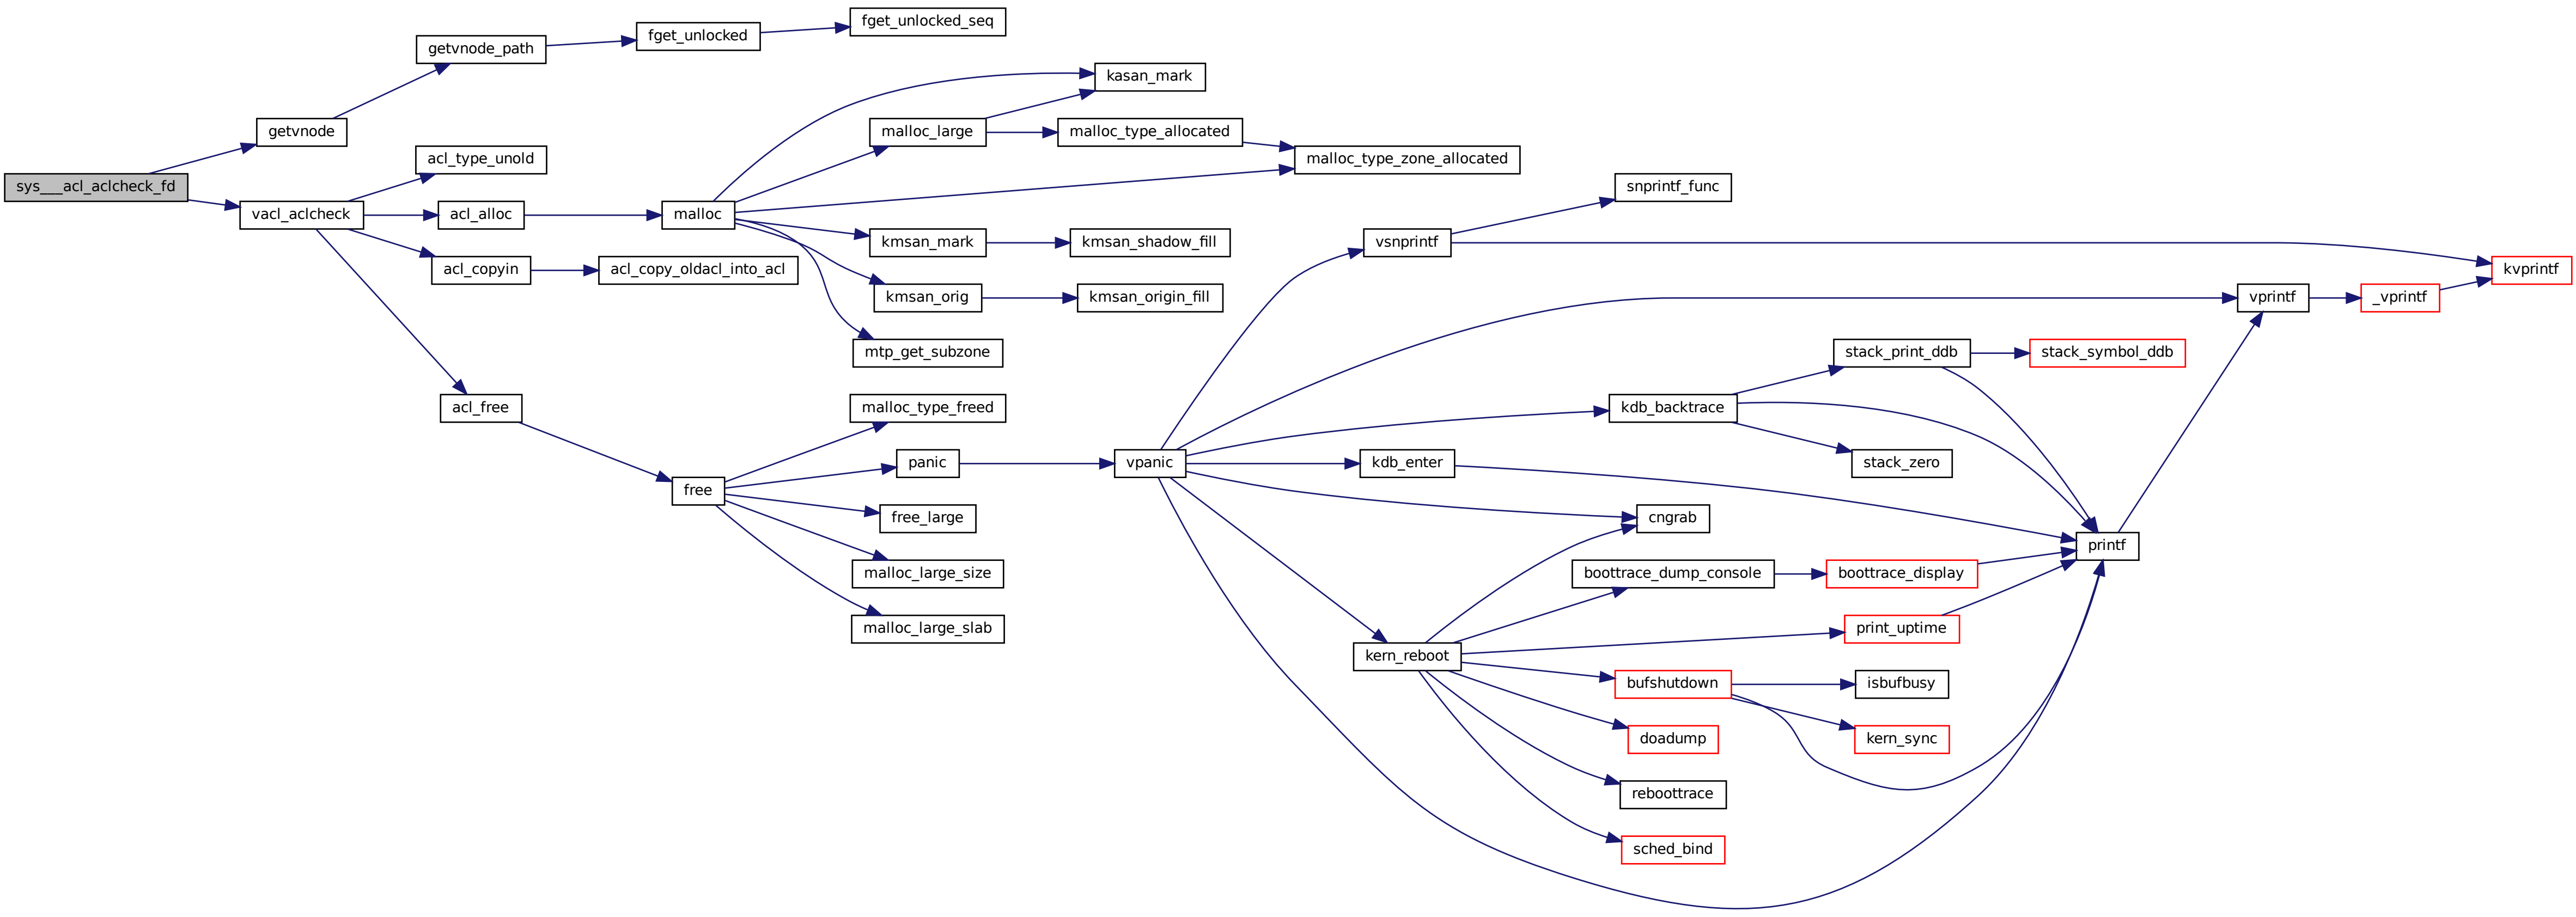 sys___acl_aclcheck_fd
getvnode
vacl_aclcheck
getvnode_path
acl_type_unold
acl_alloc
acl_copyin
acl_free
fget_unlocked
acl_copy_oldacl_into_acl
malloc
free
fget_unlocked_seq
malloc_large
kmsan_mark
kmsan_orig
mtp_get_subzone
malloc_type_freed
panic
free_large
malloc_large_size
malloc_large_slab
kasan_mark
malloc_type_allocated
kmsan_shadow_fill
kmsan_origin_fill
malloc_type_zone_allocated
vpanic
vsnprintf
kdb_enter
kern_reboot
snprintf_func
kdb_backtrace
cngrab
boottrace_dump_console
bufshutdown
doadump
reboottrace
sched_bind
stack_print_ddb
stack_zero
boottrace_display
print_uptime
isbufbusy
kern_sync
stack_symbol_ddb
printf
vprintf
_vprintf
kvprintf